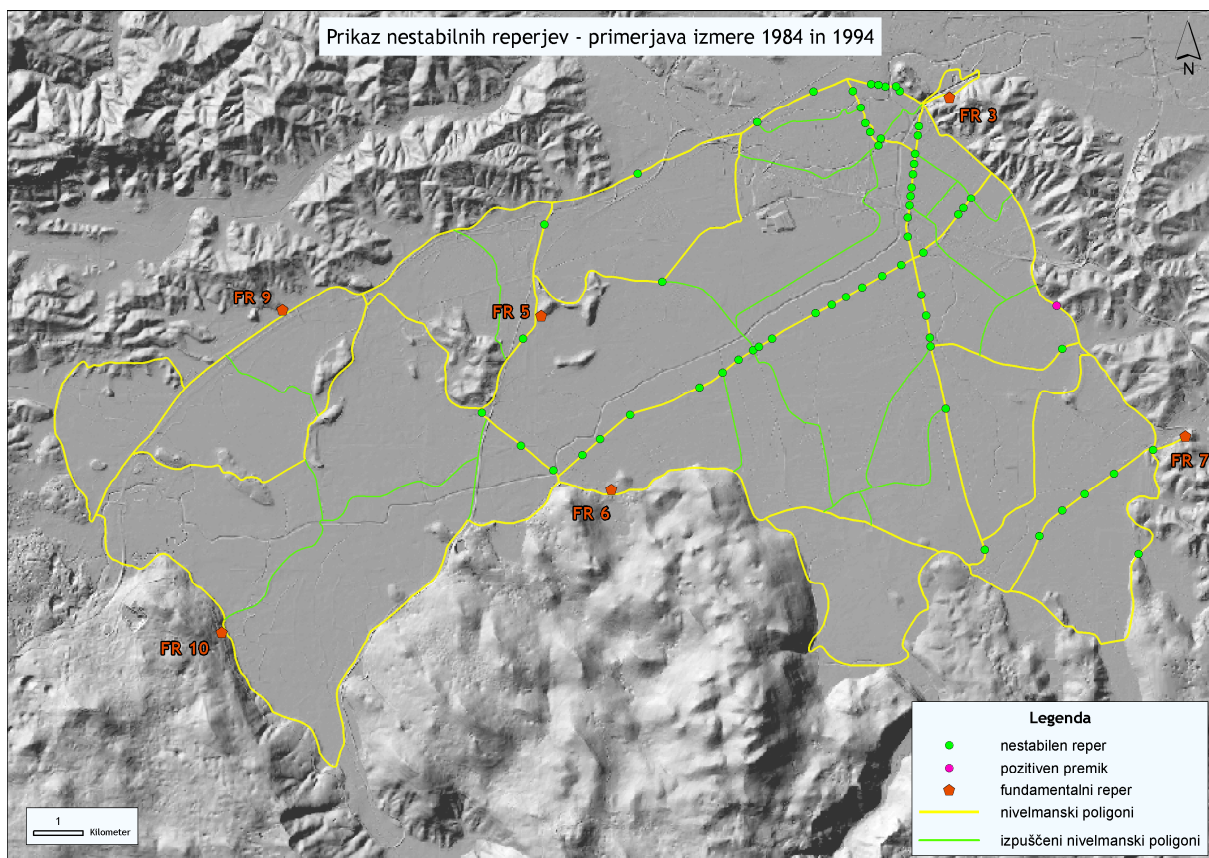 Prikaz nestabilnih reperjev - primerjava izmere 1984 in 1994
N
FR 3
FR 9
FR 5
FR 7
FR 6
FR 10
Legenda
nestabilen reper
pozitiven premik
fundamentalni reper
nivelmanski poligoni
izpuščeni nivelmanski poligoni
1
Kilometer